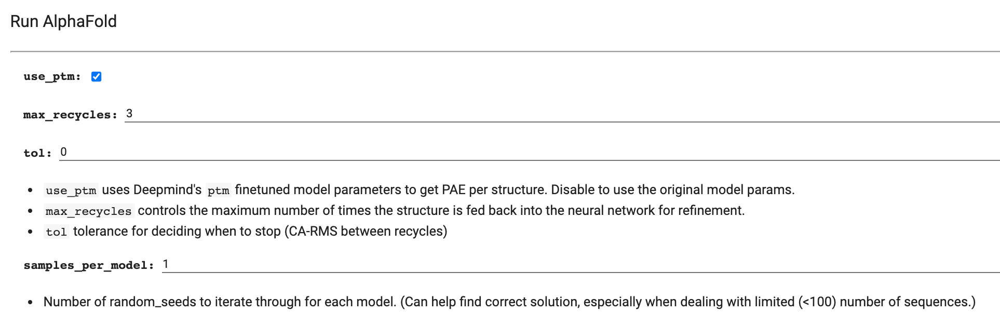 Run AlphaFold
use_ptm:
max_recycles: 3
tol: 0
• use_ptm uses Deepmind's ptm finetuned model parameters to get PAE per structure. Disable to use the original model params.
• max_recycles controls the maximum number of times the structure is fed back into the neural network for refinement.
• tol tolerance for deciding when to stop (CA-RMS between recycles)
samples_per_model: 1
• Number of random_seeds to iterate through for each model. (Can help find correct solution, especially when dealing with limited (<100) number of sequences.)